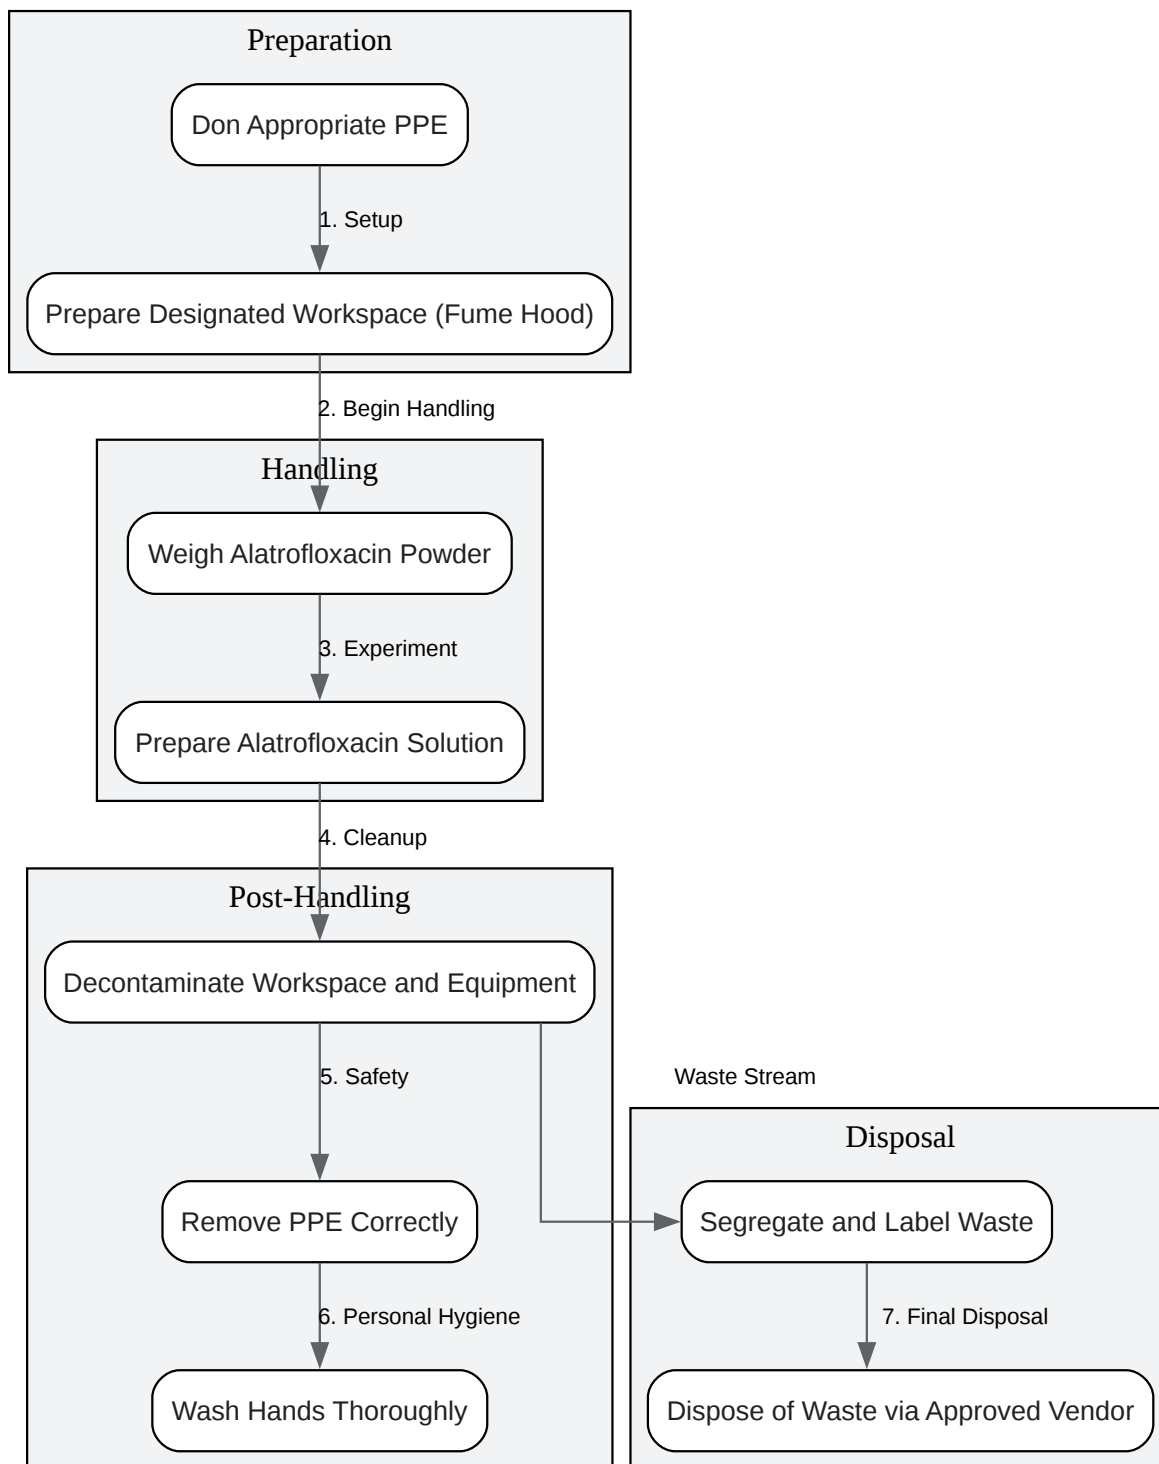 Preparation
Don Appropriate PPE
1. Setup
Prepare Designated Workspace (Fume Hood)
2. Begin Handling
Handling
Weigh Alatrofloxacin Powder
3. Experiment
Prepare Alatrofloxacin Solution
4. Cleanup
Post-Handling
Decontaminate Workspace and Equipment
5. Safety
Waste Stream
Disposal
Remove PPE Correctly
Segregate and Label Waste
6. Personal Hygiene
7. Final Disposal
Wash Hands Thoroughly
Dispose of Waste via Approved Vendor